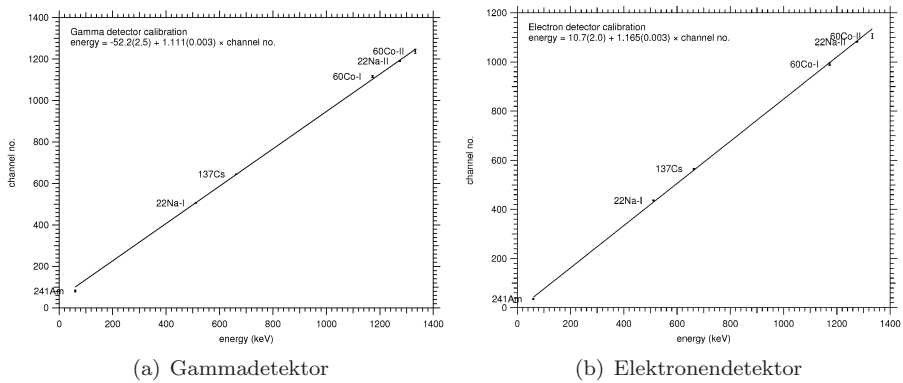 Gamma detector calibration
energy = -52.2(2.5) + 1.111(0.003) × channel no.
1400
1200
1000
800
600
400
200
0
channel no.
60Co-II
22Na-II
60Co-I
137Cs
22Na-I
241Am
0 200 400 600 800 1000 1200 1400
energy (keV)
(a) Gammadetektor
Electron detector calibration
energy = 10.7(2.0) + 1.165(0.003) × channel no.
1200
1000
800
600
400
200
0
channel no.
60Co-II
22Na-II
60Co-I
137Cs
22Na-I
241Am
0 200 400 600 800 1000 1200 1400
energy (keV)
(b) Elektronendetektor